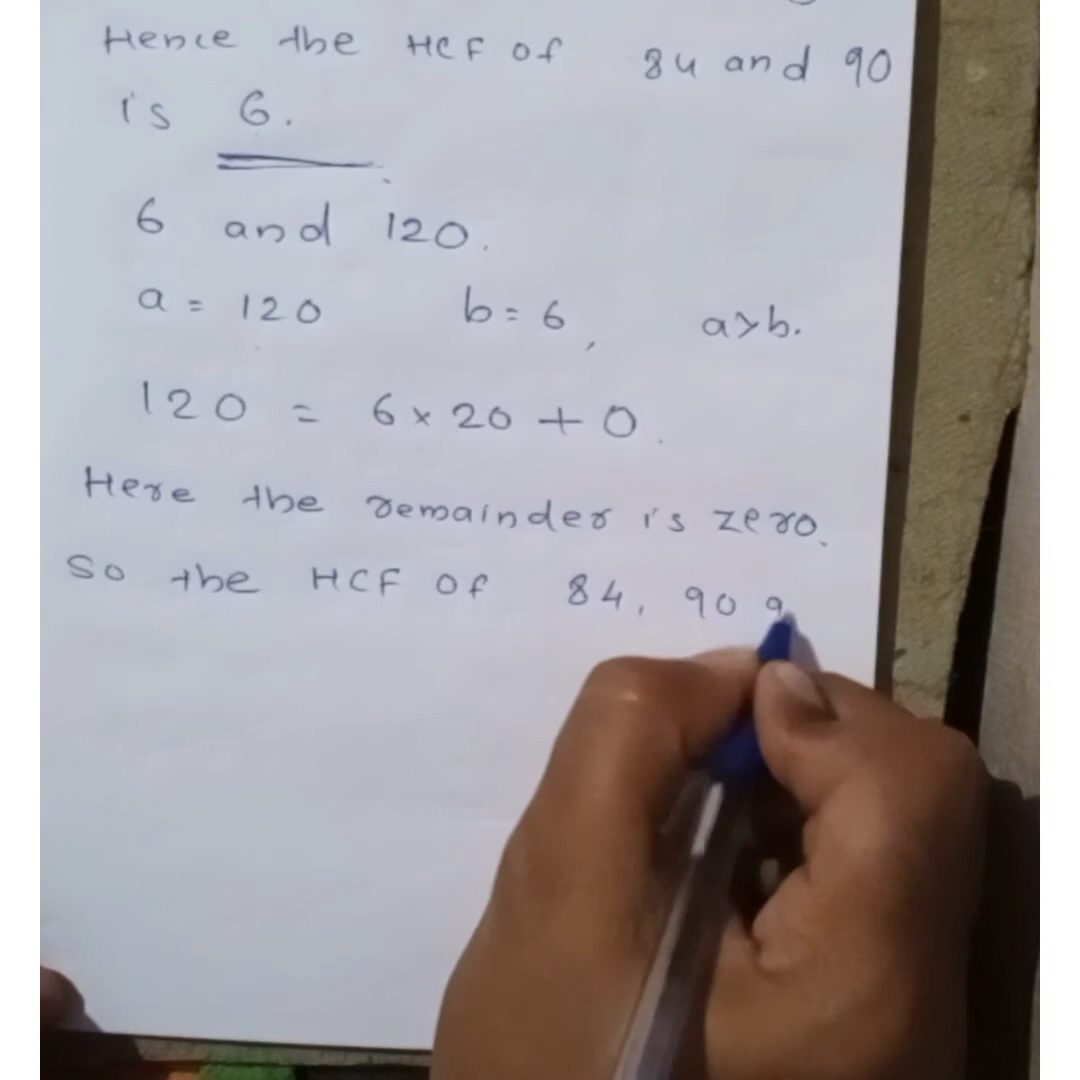 Hence the HCF of 84 and 90
is 6.
6 and 120.
a = 120 b = 6, a>b.
120 = 6 × 20 + 0.
Here the remainder is zero.
So the HCF of 84, 90 a